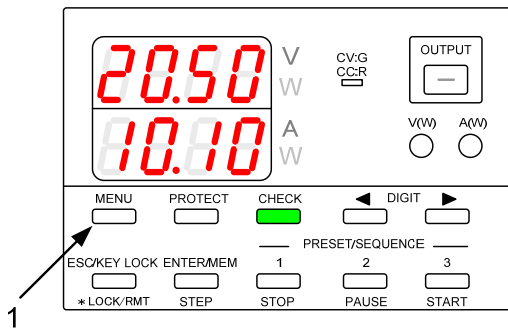 20.50 V
W
CV:G
CC:R
OUTPUT
10.10 A
W
V(W) A(W)
MENU PROTECT CHECK ◄ DIGIT ►
PRESET/SEQUENCE
ESC/KEY LOCK ENTER/MEM 1 2 3
*LOCK/RMT STEP STOP PAUSE START
1